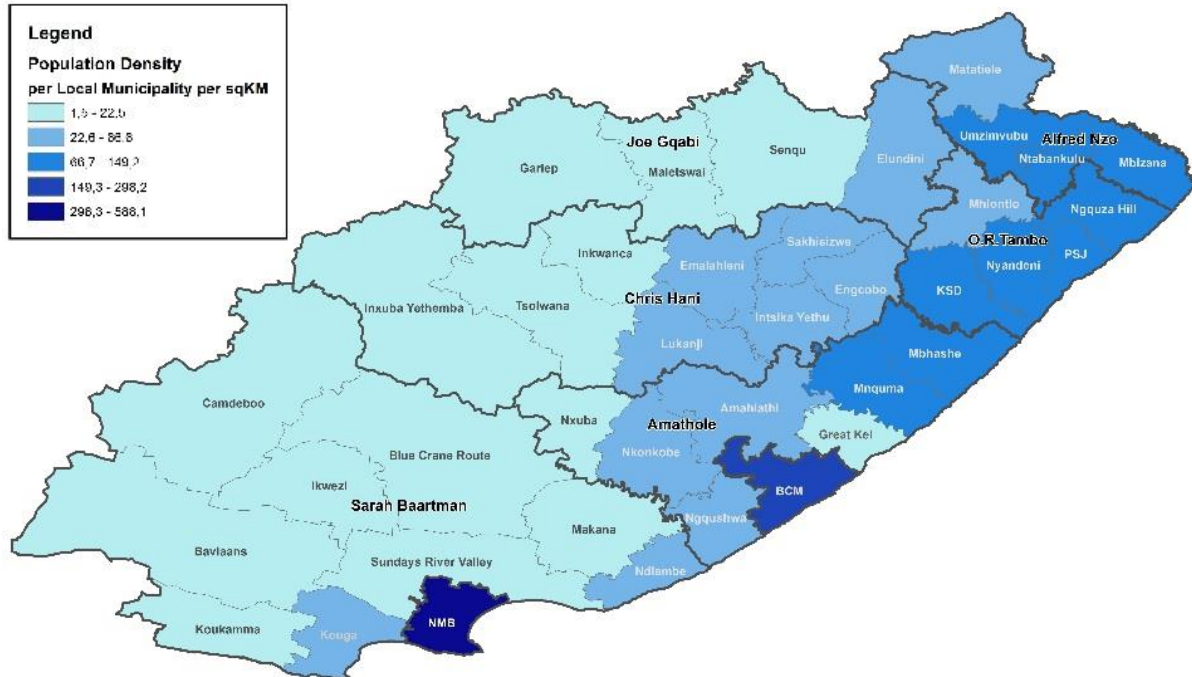 Legend
Population Density
per Local Municipality per sqKM
1,5 - 22,5
22,6 - 66,6
66,7 - 149,2
149,3 - 298,2
298,3 - 588,1
Matatiele
Umzimvubu
Alfred Nzo
Ntabankulu
Mbizana
Joe Gqabi
Gariep
Maletswai
Senqu
Elundini
Mhlontlo
Ngquza Hill
O.R.Tambo
Nyandeni
PSJ
KSD
Inkwanca
Emalahleni
Sakhisizwe
Engcobo
Chris Hani
Inxuba Yethemba
Tsolwana
Intsika Yethu
Lukanji
Mbhashe
Mnquma
Camdeboo
Nxuba
Amahlathi
Amathole
Great Kei
Nkonkobe
Blue Crane Route
Ikwezi
BCM
Sarah Baartman
Makana
Ngqushwa
Baviaans
Sundays River Valley
Ndlambe
NMB
Koukamma
Kouga